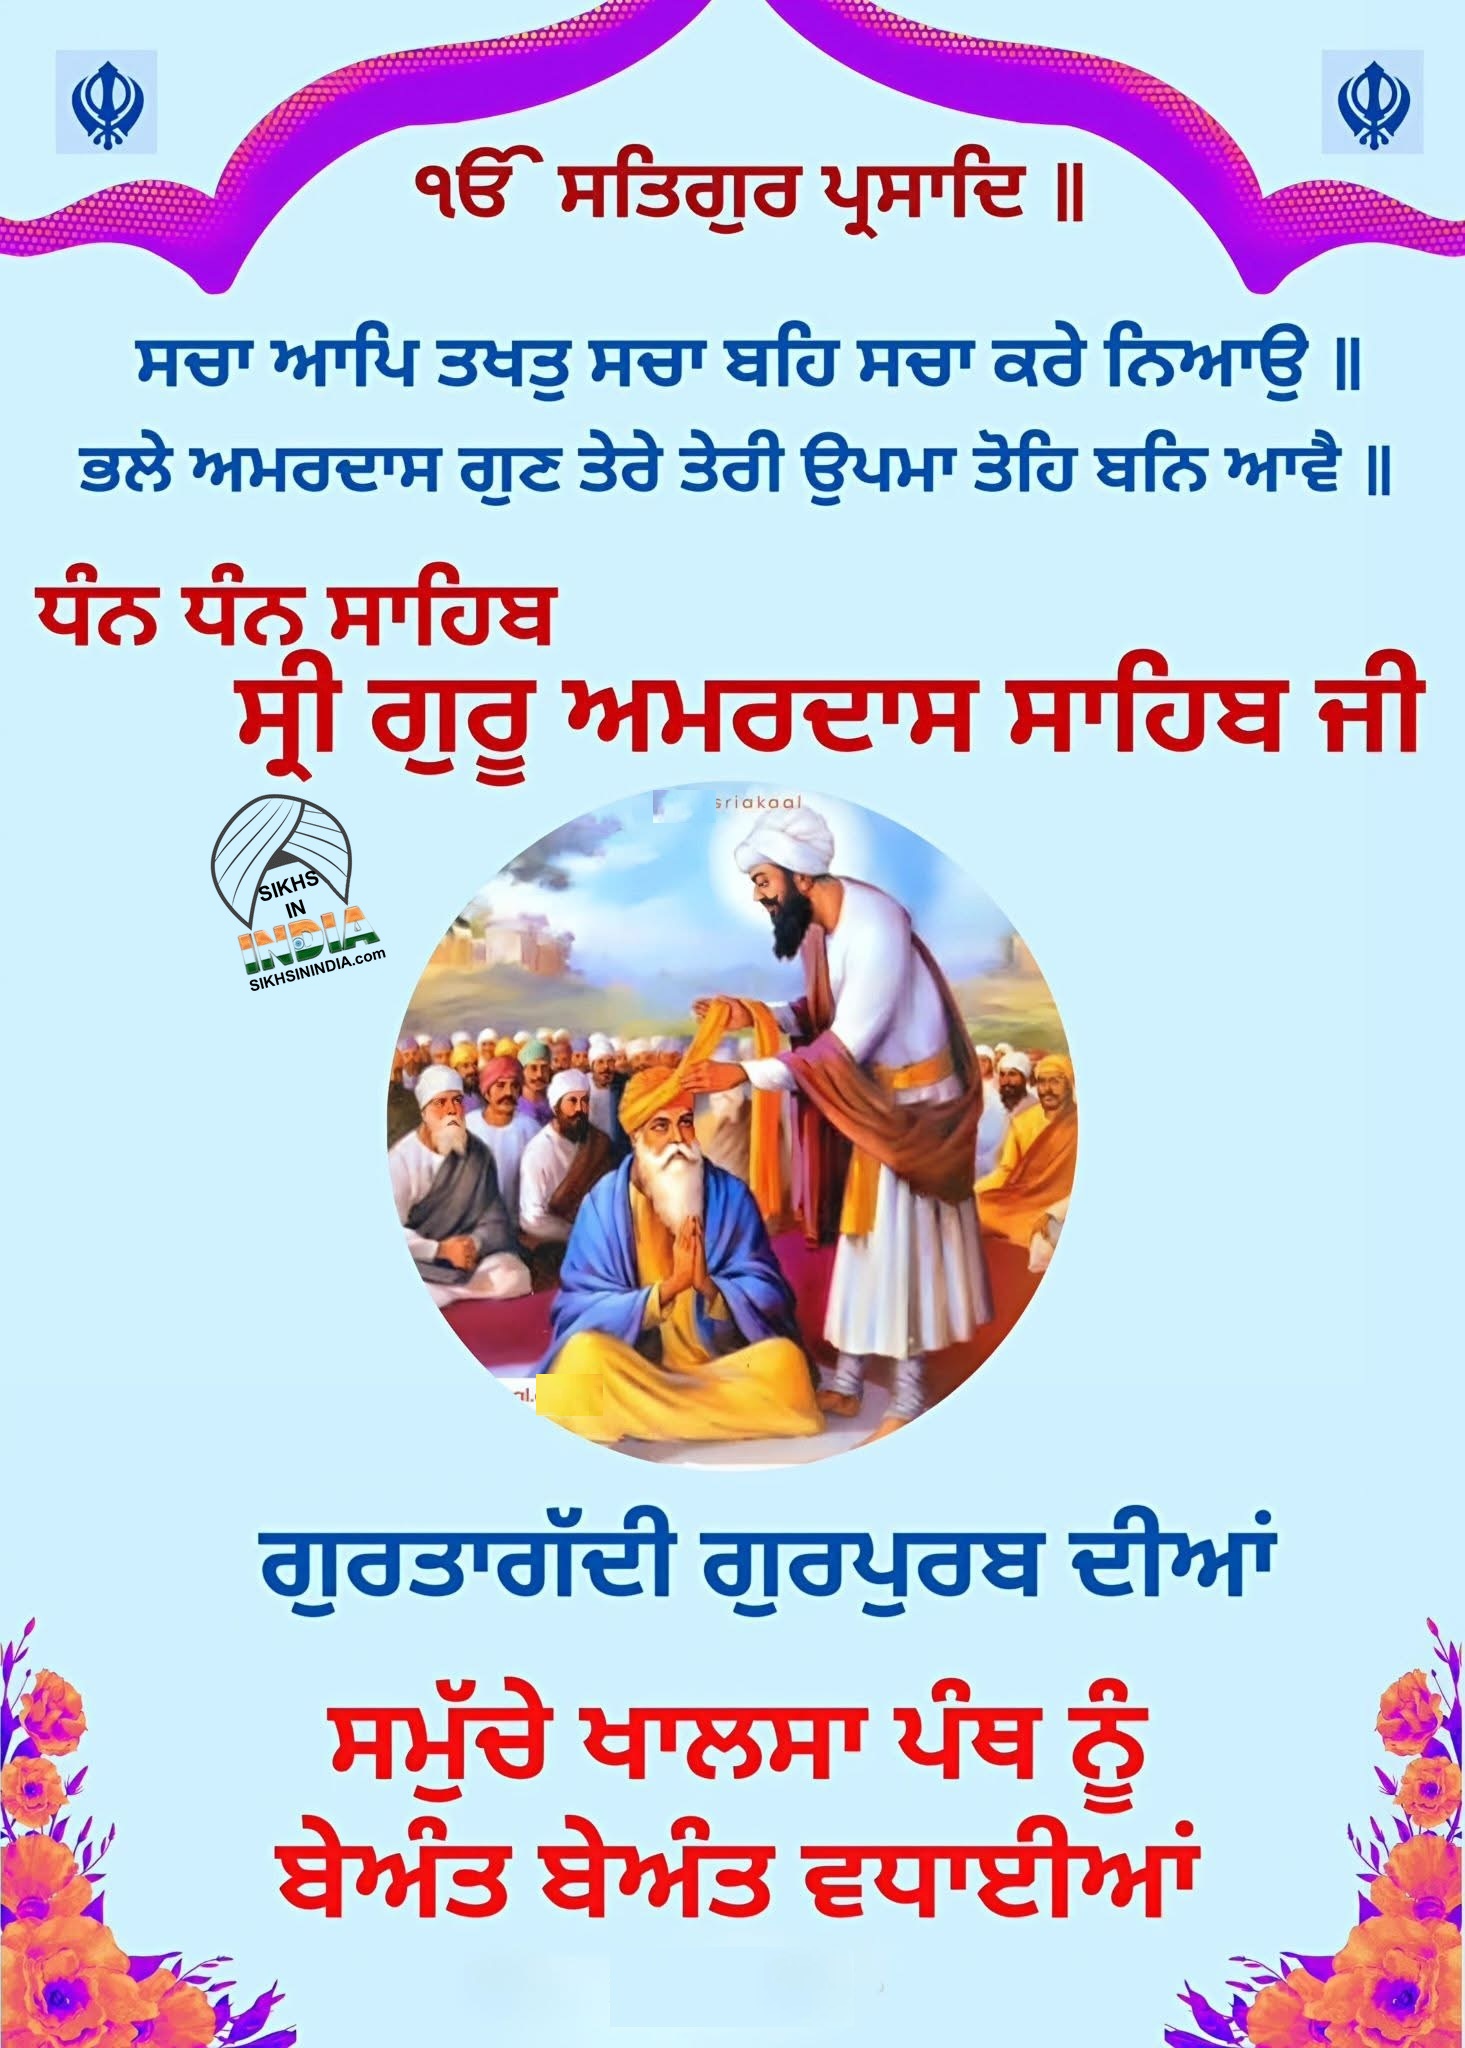 ੴ ਸਤਿਗੁਰ ਪ੍ਰਸਾਦਿ ॥
ਸਚਾ ਆਪਿ ਤਖਤੁ ਸਚਾ ਬਹਿ ਸਚਾ ਕਰੇ ਨਿਆਉ ॥
ਭਲੇ ਅਮਰਦਾਸ ਗੁਣ ਤੇਰੇ ਤੇਰੀ ਉਪਮਾ ਤੋਹਿ ਬਨਿ ਆਵੈ ॥
ਧੰਨ ਧੰਨ ਸਾਹਿਬ
ਸ੍ਰੀ ਗੁਰੂ ਅਮਰਦਾਸ ਸਾਹਿਬ ਜੀ
sriakaal
SIKHS
IN
INDIA
SIKHSININDIA.com
ਗੁਰਤਾਗੱਦੀ ਗੁਰਪੁਰਬ ਦੀਆਂ
ਸਮੁੱਚੇ ਖਾਲਸਾ ਪੰਥ ਨੂੰ
ਬੇਅੰਤ ਬੇਅੰਤ ਵਧਾਈਆਂ